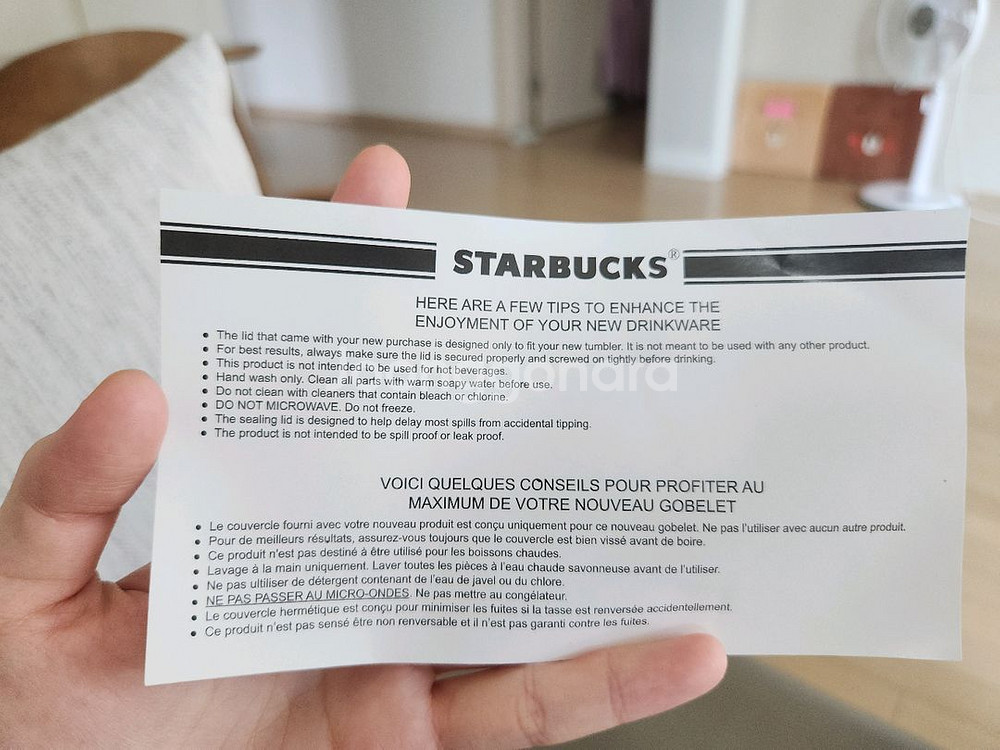 STARBUCKS®
HERE ARE A FEW TIPS TO ENHANCE THE
ENJOYMENT OF YOUR NEW DRINKWARE
• The lid that came with your new purchase is designed only to fit your new tumbler. It is not meant to be used with any other product.
• For best results, always make sure the lid is secured properly and screwed on tightly before drinking.
• This product is not intended to be used for hot beverages.
• Hand wash only. Clean all parts with warm soapy water before use.
• Do not clean with cleaners that contain bleach or chlorine.
• DO NOT MICROWAVE. Do not freeze.
• The sealing lid is designed to help delay most spills from accidental tipping.
• The product is not intended to be spill proof or leak proof.
VOICI QUELQUES CONSEILS POUR PROFITER AU
MAXIMUM DE VOTRE NOUVEAU GOBELET
• Le couvercle fourni avec votre nouveau produit est conçu uniquement pour ce nouveau gobelet. Ne pas l'utiliser avec aucun autre produit.
• Pour de meilleurs résultats, assurez-vous toujours que le couvercle est bien vissé avant de boire.
• Ce produit n'est pas destiné à être utilisé pour les boissons chaudes.
• Lavage à la main uniquement. Laver toutes les pièces à l'eau chaude savonneuse avant de l'utiliser.
• Ne pas ultiliser de détergent contenant de l'eau de javel ou du chlore.
• NE PAS PASSER AU MICRO-ONDES. Ne pas mettre au congélateur.
• Le couvercle hermétique est conçu pour minimiser les fuites si la tasse est renversée accidentellement.
• Ce produit n'est pas sensé être non renversable et il n'est pas garanti contre les fuites.